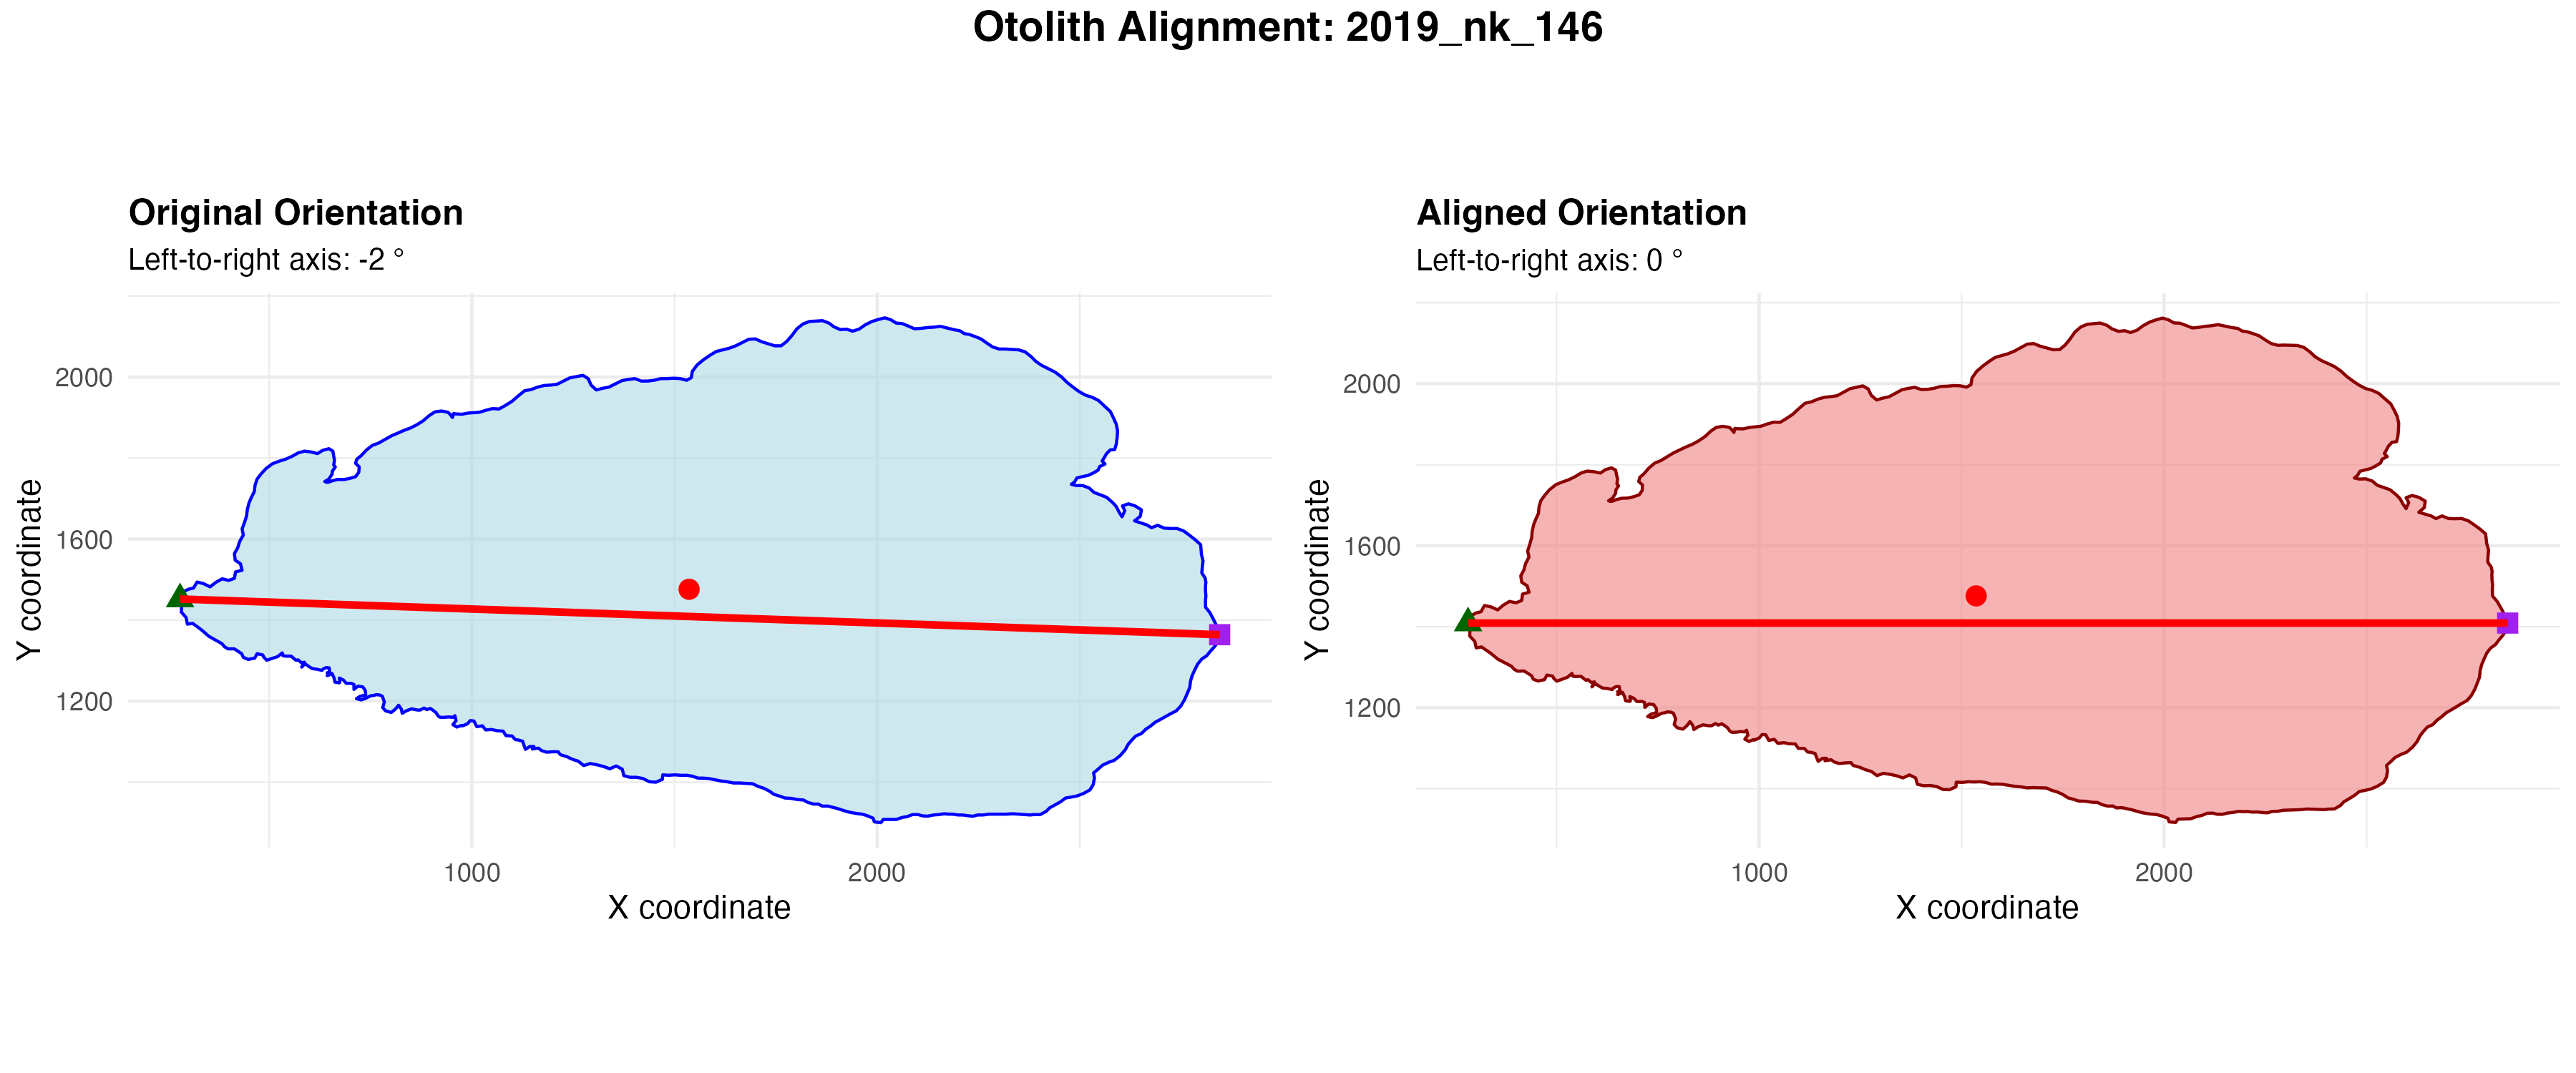 Otolith Alignment: 2019_nk_146
Original Orientation
Left-to-right axis: -2 °
Y coordinate
2000
1600
1200
1000
2000
X coordinate
Aligned Orientation
Left-to-right axis: 0 °
Y coordinate
2000
1600
1200
1000
2000
X coordinate